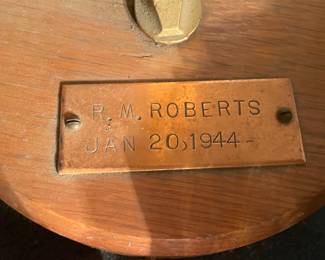 R. M. ROBERTS
JAN 20, 1944-